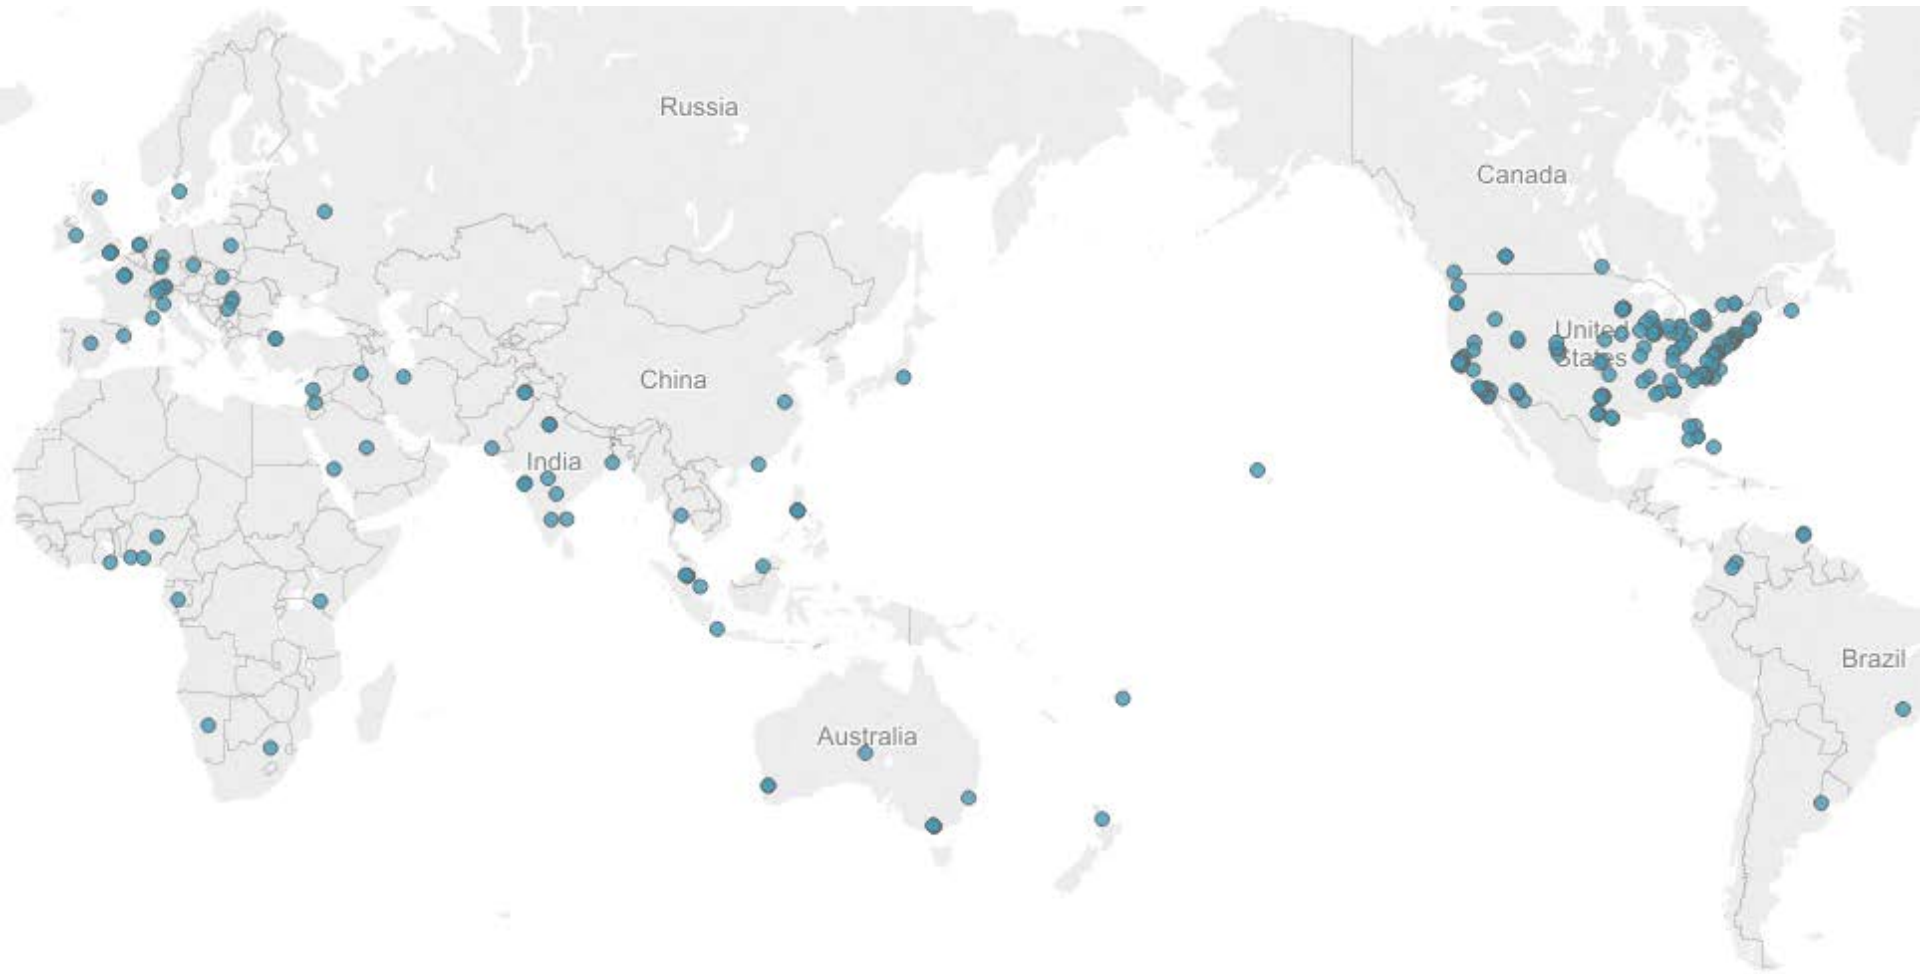 Russia
Canada
United
States
China
India
Brazil
Australia